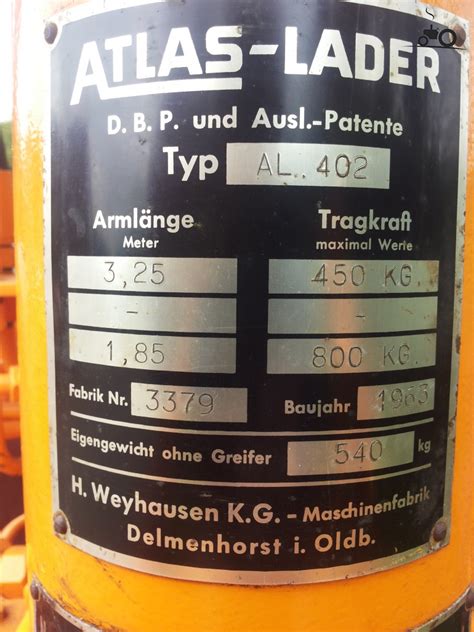 ATLAS-LADER
D.B.P. und Ausl.-Patente
Typ AL. 402
Armlänge Tragkraft
Meter maximal Werte
3,25 450 KG.
- -
1,85 800 KG.
Fabrik Nr. 3379 Baujahr 1963
Eigengewicht ohne Greifer 540 kg
H. Weyhausen K.G. - Maschinenfabrik
Delmenhorst i. Oldb.